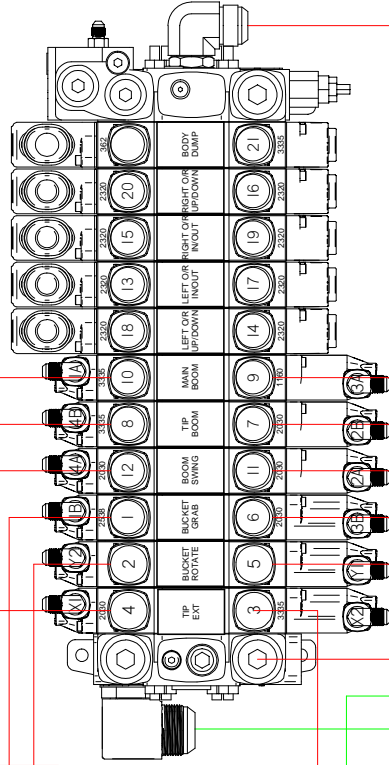 362
BODY
DUMP
21
3335
2320
20
RIGHT O/R
UP/DOWN
16
2320
2320
15
RIGHT O/R
IN/OUT
19
2320
2320
13
LEFT O/R
IN/OUT
17
2320
2320
18
LEFT O/R
UP/DOWN
14
2320
1A
3335
10
MAIN
BOOM
9
1160
3A
4B
3335
8
TIP
BOOM
7
2030
2B
4A
2030
12
BOOM
SWING
11
2030
2A
1B
2538
1
BUCKET
GRAB
6
2030
3B
Y2
2
BUCKET
ROTATE
5
Y1
X1
2030
4
TIP
EXT
3
3335
X2